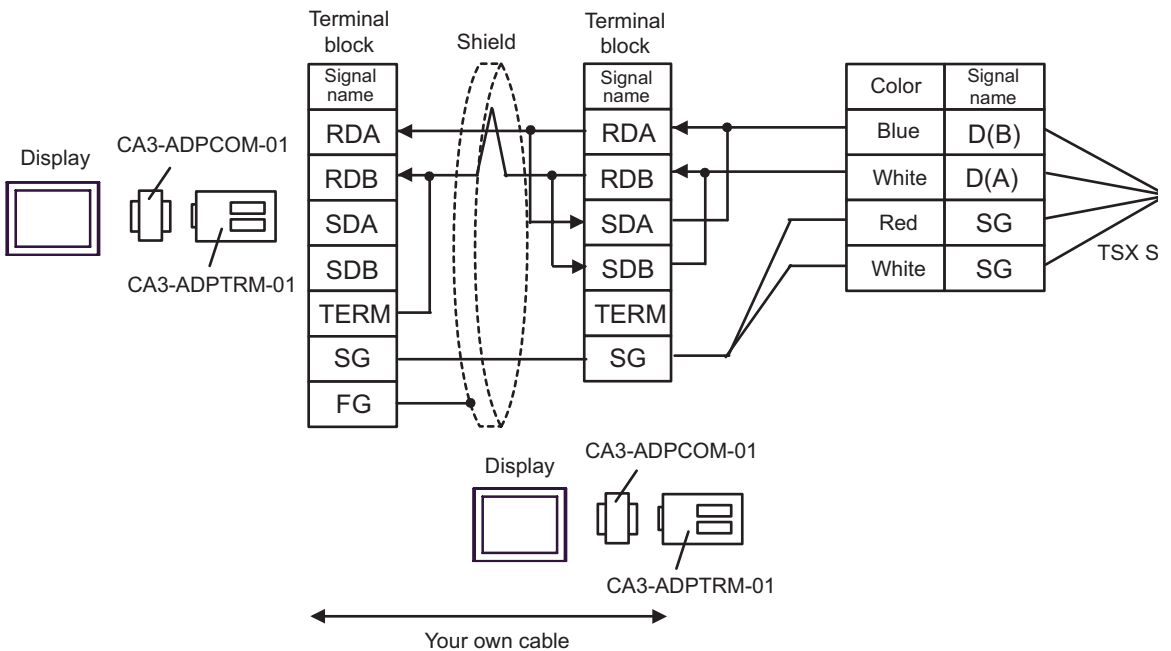 Terminal
block
Shield
Terminal
block
Signal
name
RDA
RDB
SDA
SDB
TERM
SG
FG
Signal
name
RDA
RDB
SDA
SDB
TERM
SG
Color
Signal
name
Blue
D(B)
White
D(A)
Red
SG
White
SG
TSX S
Display
CA3-ADPCOM-01
CA3-ADPTRM-01
Display
CA3-ADPCOM-01
CA3-ADPTRM-01
Your own cable